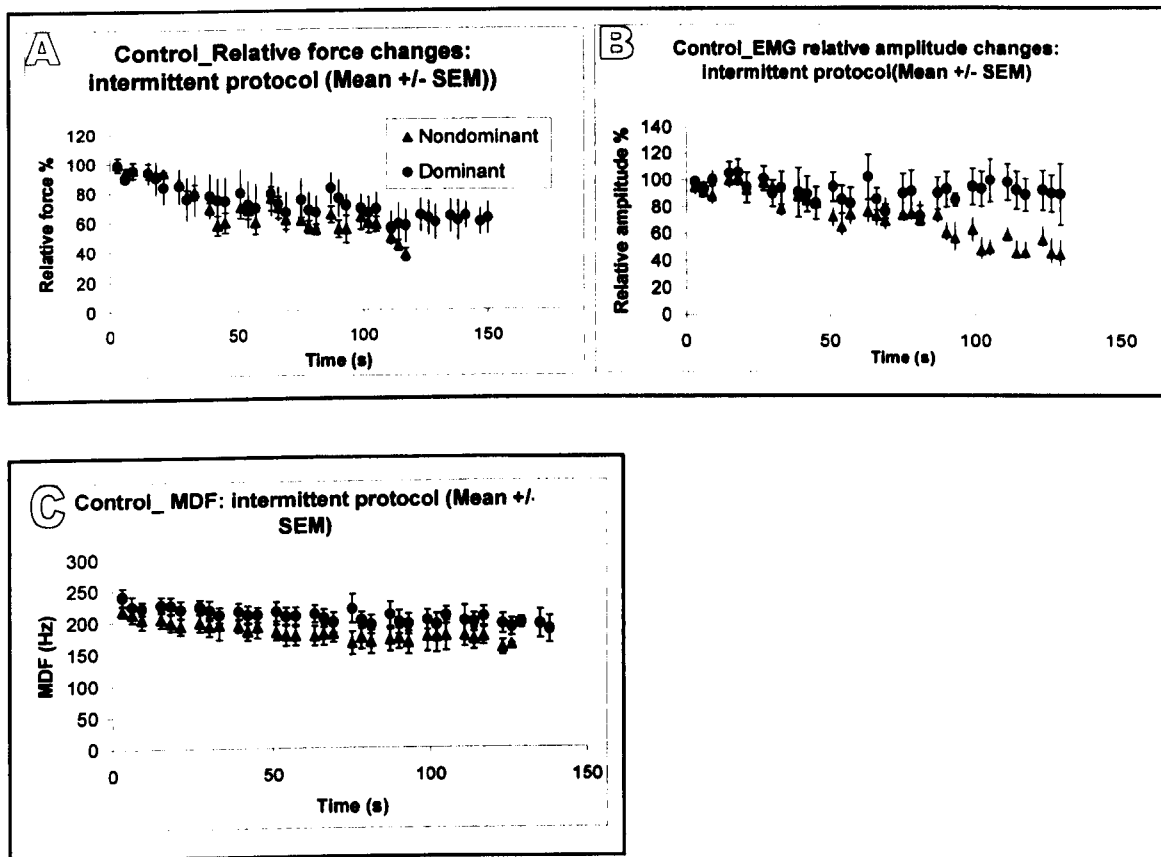 A
Control_Relative force changes:
intermittent protocol (Mean +/- SEM))
Relative force %
120
100
80
60
40
20
0
▲ Nondominant
● Dominant
0 50 100 150
Time (s)
B
Control_EMG relative amplitude changes:
intermittent protocol(Mean +/- SEM)
Relative amplitude %
140
120
100
80
60
40
20
0
0 50 100 150
Time (s)
C
Control_ MDF: intermittent protocol (Mean +/-
SEM)
MDF (Hz)
300
250
200
150
100
50
0
0 50 100 150
Time (s)